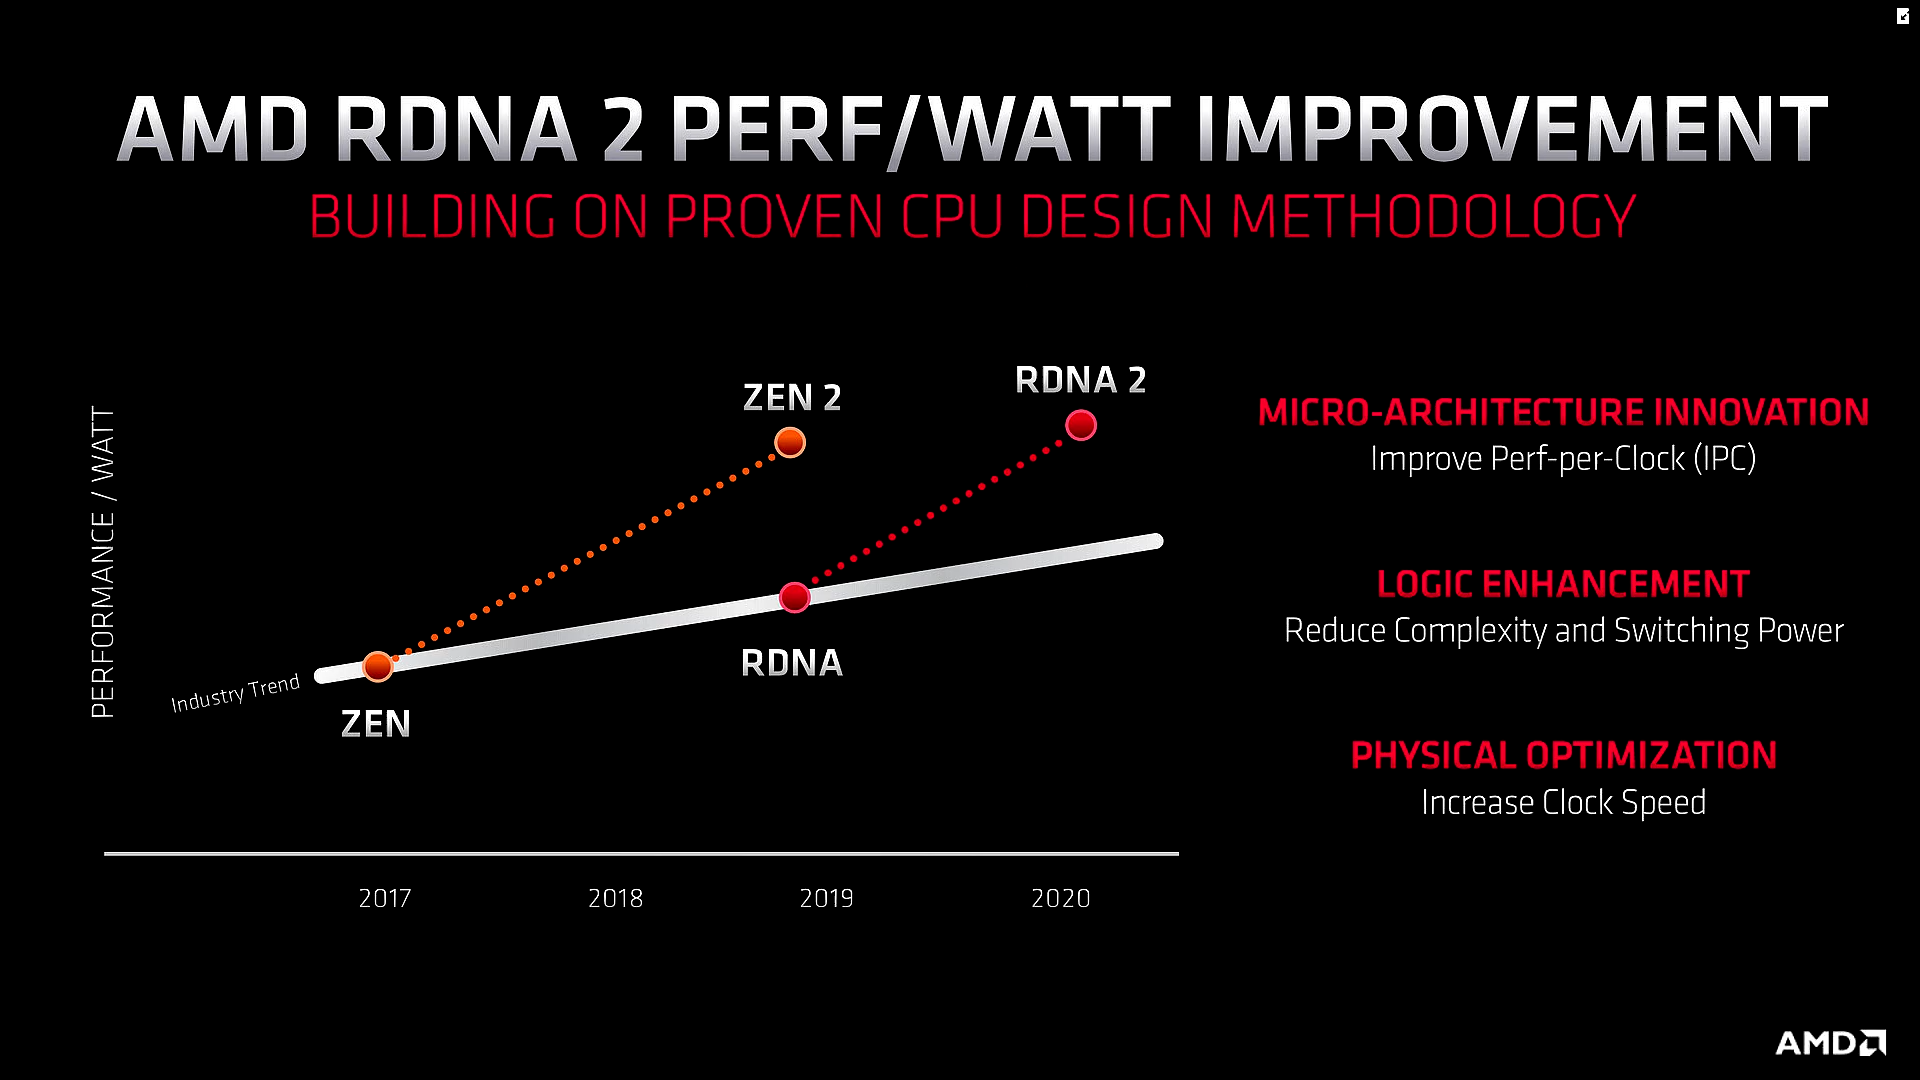 AMD RDNA 2 PERF/WATT IMPROVEMENT
BUILDING ON PROVEN CPU DESIGN METHODOLOGY
PERFORMANCE / WATT
ZEN 2
RDNA 2
RDNA
Industry Trend
ZEN
2017 2018 2019 2020
MICRO-ARCHITECTURE INNOVATION
Improve Perf-per-Clock (IPC)
LOGIC ENHANCEMENT
Reduce Complexity and Switching Power
PHYSICAL OPTIMIZATION
Increase Clock Speed
AMD